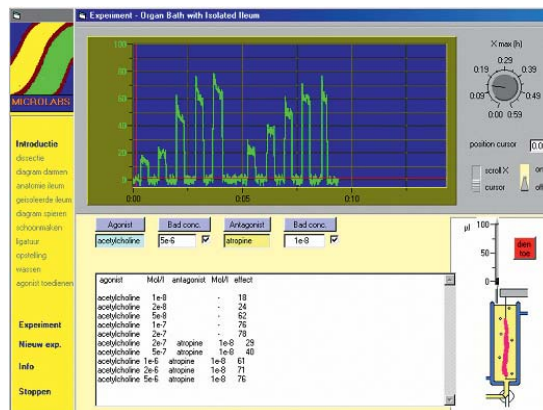 Experiment - Organ Bath with Isolated Ileum
MICROLABS
Introductie
dissectie
diagram darmen
anatomie ileum
geisoleerde ileum
diagram spieren
schoonmaken
ligatuur
opstelling
wassen
agonist toedienen
Experiment
Nieuw exp.
Info
Stoppen
100
80
60
40
20
0
0:00
0.05
0.10
X max (h)
0.29
0.19
0.39
0.09
0.49
0.00
0.59
position cursor
scroll X
cursor
Agonist
Bad conc.
Antagonist
Bad conc.
acetylcholine
5e-6
atropine
1e-8
agonist Mol/l antagonist Mol/l effect
acetylcholine 1e-8 - 18
acetylcholine 2e-8 - 24
acetylcholine 5e-8 - 62
acetylcholine 1e-7 - 76
acetylcholine 2e-7 - 78
acetylcholine 2e-7 atropine 1e-8 29
acetylcholine 5e-7 atropine 1e-8 40
acetylcholine 1e-6 atropine 1e-8 61
acetylcholine 2e-6 atropine 1e-8 71
acetylcholine 5e-6 atropine 1e-8 76
µl
100
50
0
toe